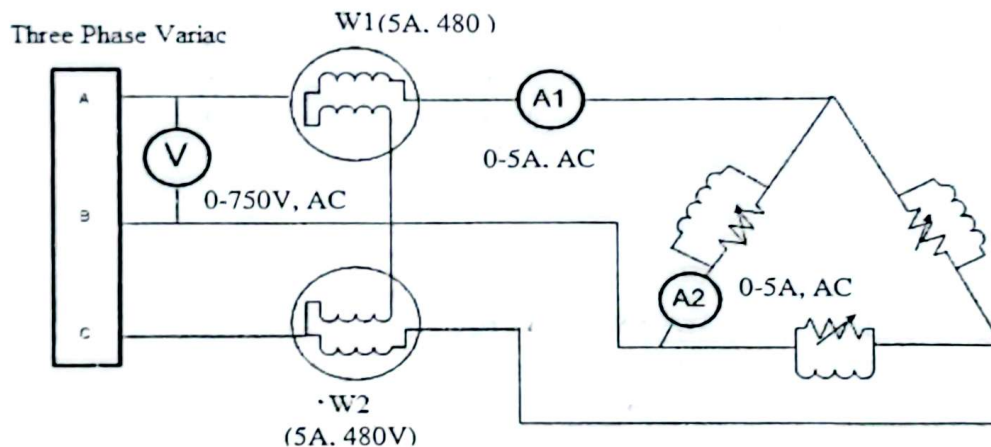 W1(5A. 480 )
Three Phase Variac
A
A1
V
0-5A. AC
0-750V, AC
B
A2
0-5A, AC
C
·W2
(5A. 480V)